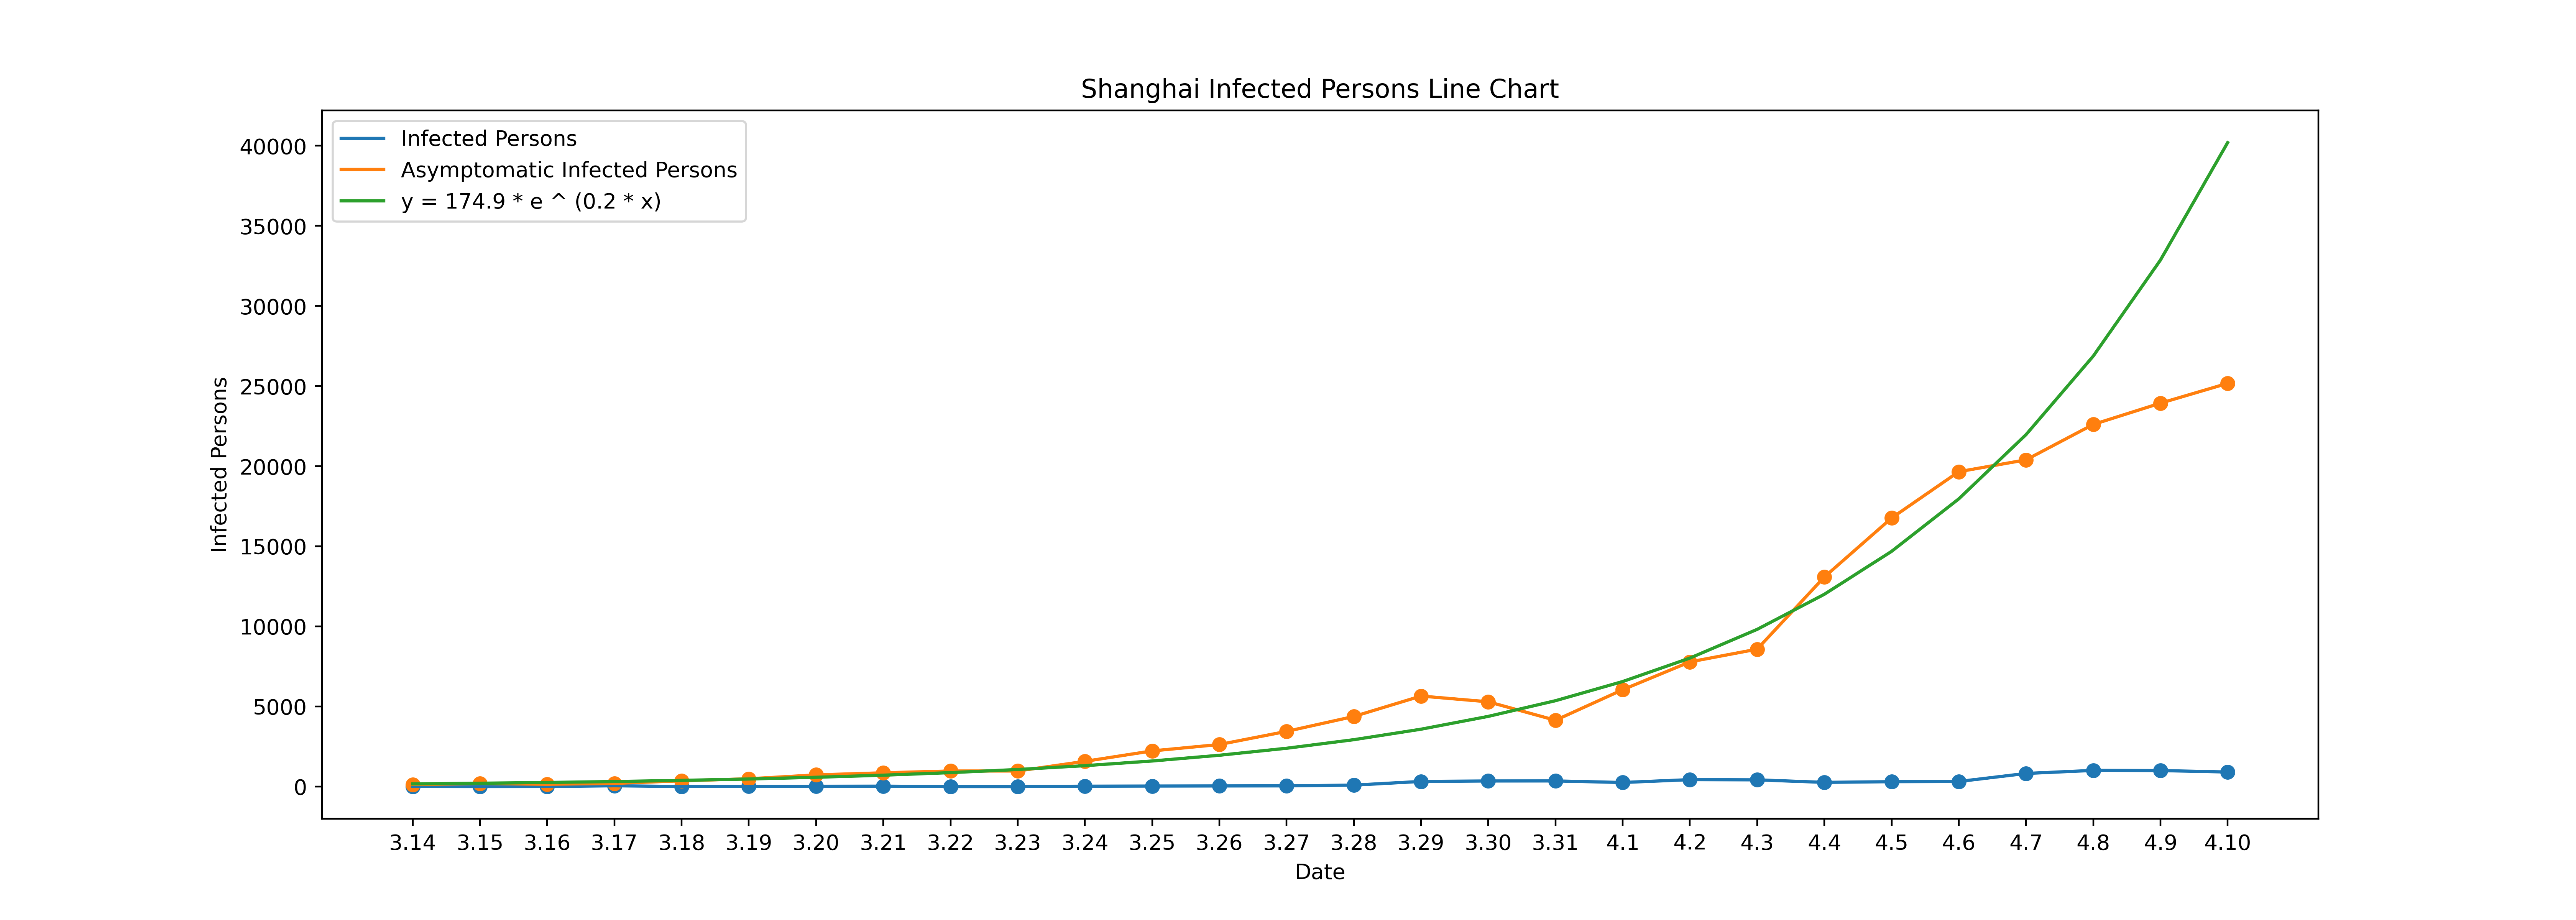 Shanghai Infected Persons Line Chart
Infected Persons
Asymptomatic Infected Persons
y = 174.9 * e ^ (0.2 * x)
40000
35000
30000
25000
20000
15000
10000
5000
0
Infected Persons
3.14 3.15 3.16 3.17 3.18 3.19 3.20 3.21 3.22 3.23 3.24 3.25 3.26 3.27 3.28 3.29 3.30 3.31 4.1 4.2 4.3 4.4 4.5 4.6 4.7 4.8 4.9 4.10
Date